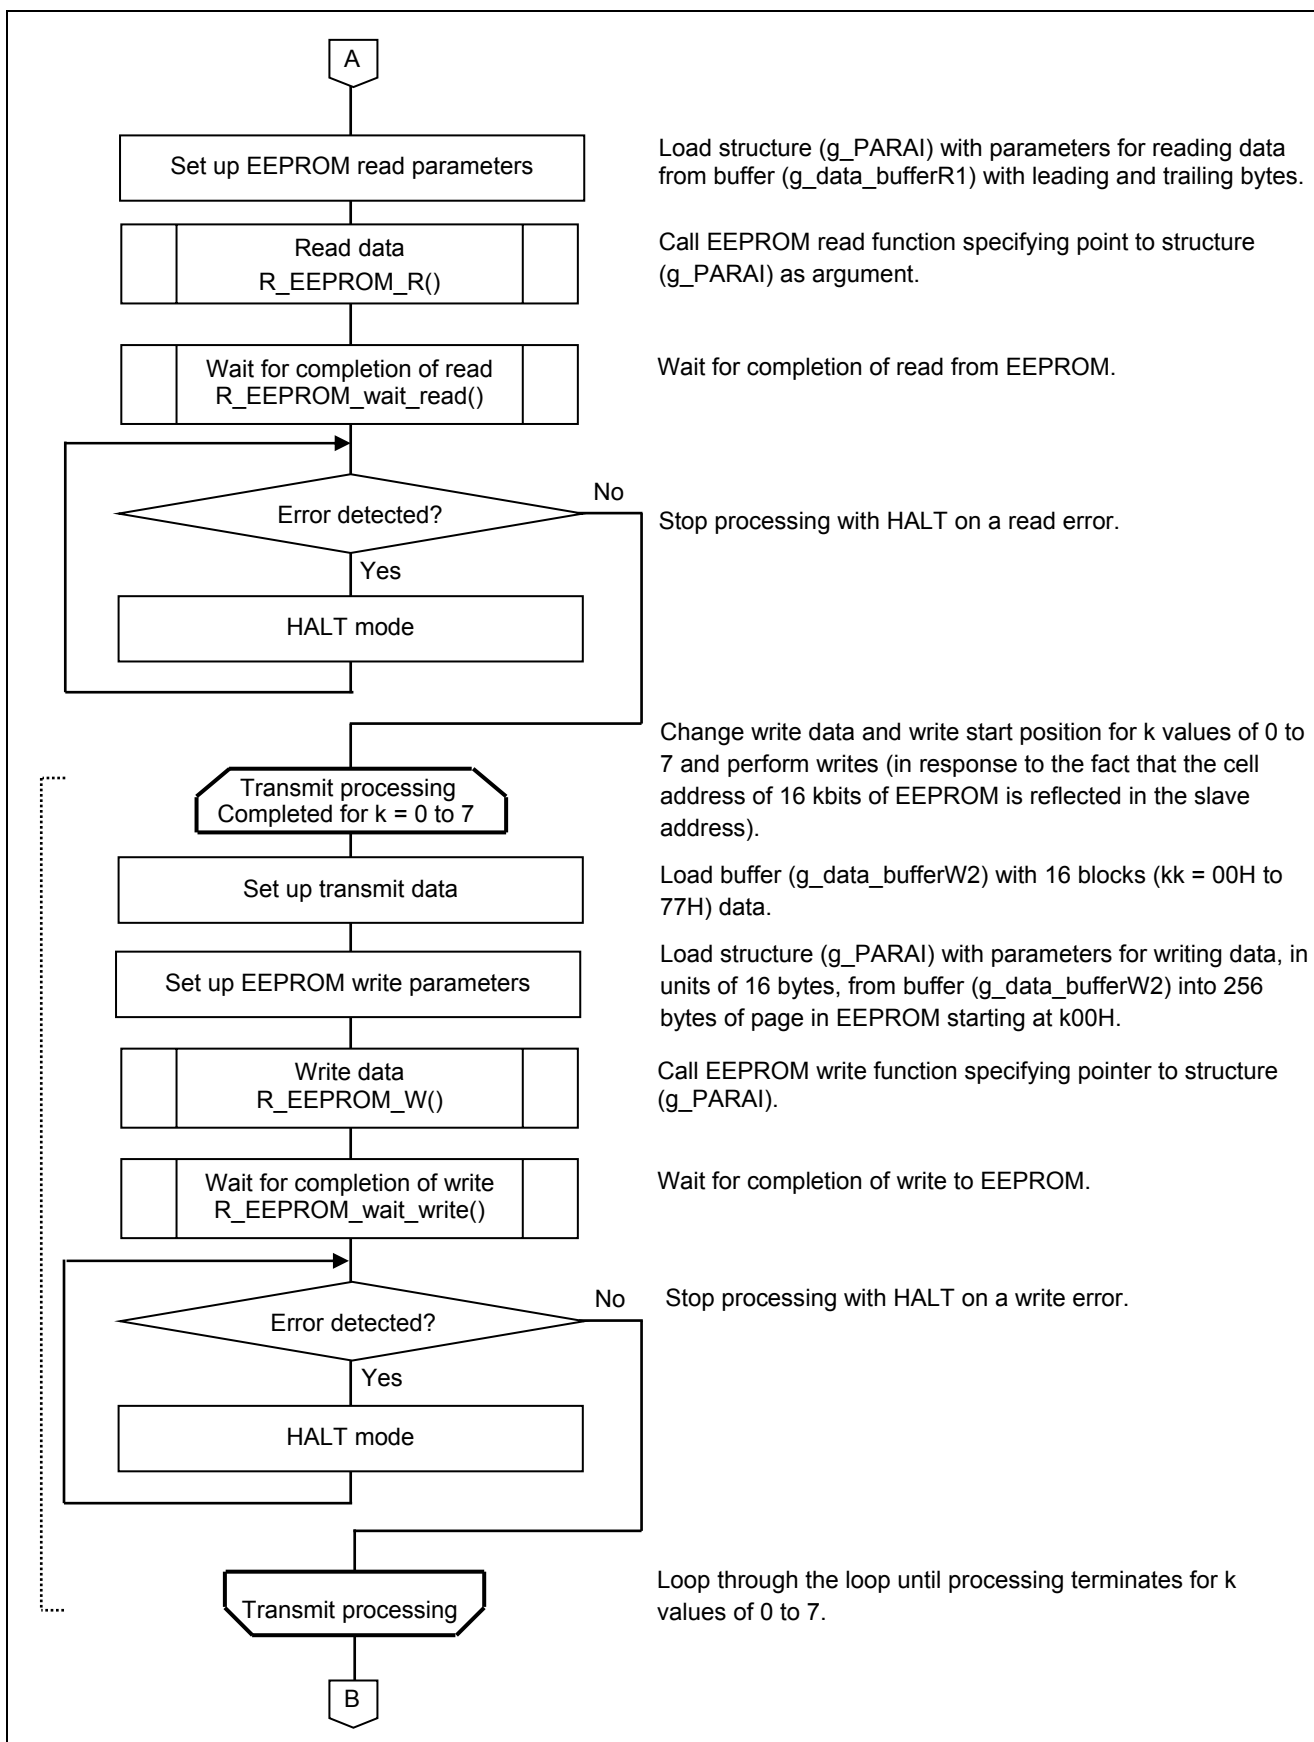 A
Set up EEPROM read parameters
Load structure (g_PARAI) with parameters for reading data
from buffer (g_data_bufferR1) with leading and trailing bytes.
Read data
R_EEPROM_R()
Call EEPROM read function specifying point to structure
(g_PARAI) as argument.
Wait for completion of read
R_EEPROM_wait_read()
Wait for completion of read from EEPROM.
Error detected?
No
Yes
Stop processing with HALT on a read error.
HALT mode
Change write data and write start position for k values of 0 to
7 and perform writes (in response to the fact that the cell
address of 16 kbits of EEPROM is reflected in the slave
address).
Transmit processing
Completed for k = 0 to 7
Set up transmit data
Load buffer (g_data_bufferW2) with 16 blocks (kk = 00H to
77H) data.
Set up EEPROM write parameters
Load structure (g_PARAI) with parameters for writing data, in
units of 16 bytes, from buffer (g_data_bufferW2) into 256
bytes of page in EEPROM starting at k00H.
Write data
R_EEPROM_W()
Call EEPROM write function specifying pointer to structure
(g_PARAI).
Wait for completion of write
R_EEPROM_wait_write()
Wait for completion of write to EEPROM.
Error detected?
No
Yes
Stop processing with HALT on a write error.
HALT mode
Transmit processing
Loop through the loop until processing terminates for k
values of 0 to 7.
B